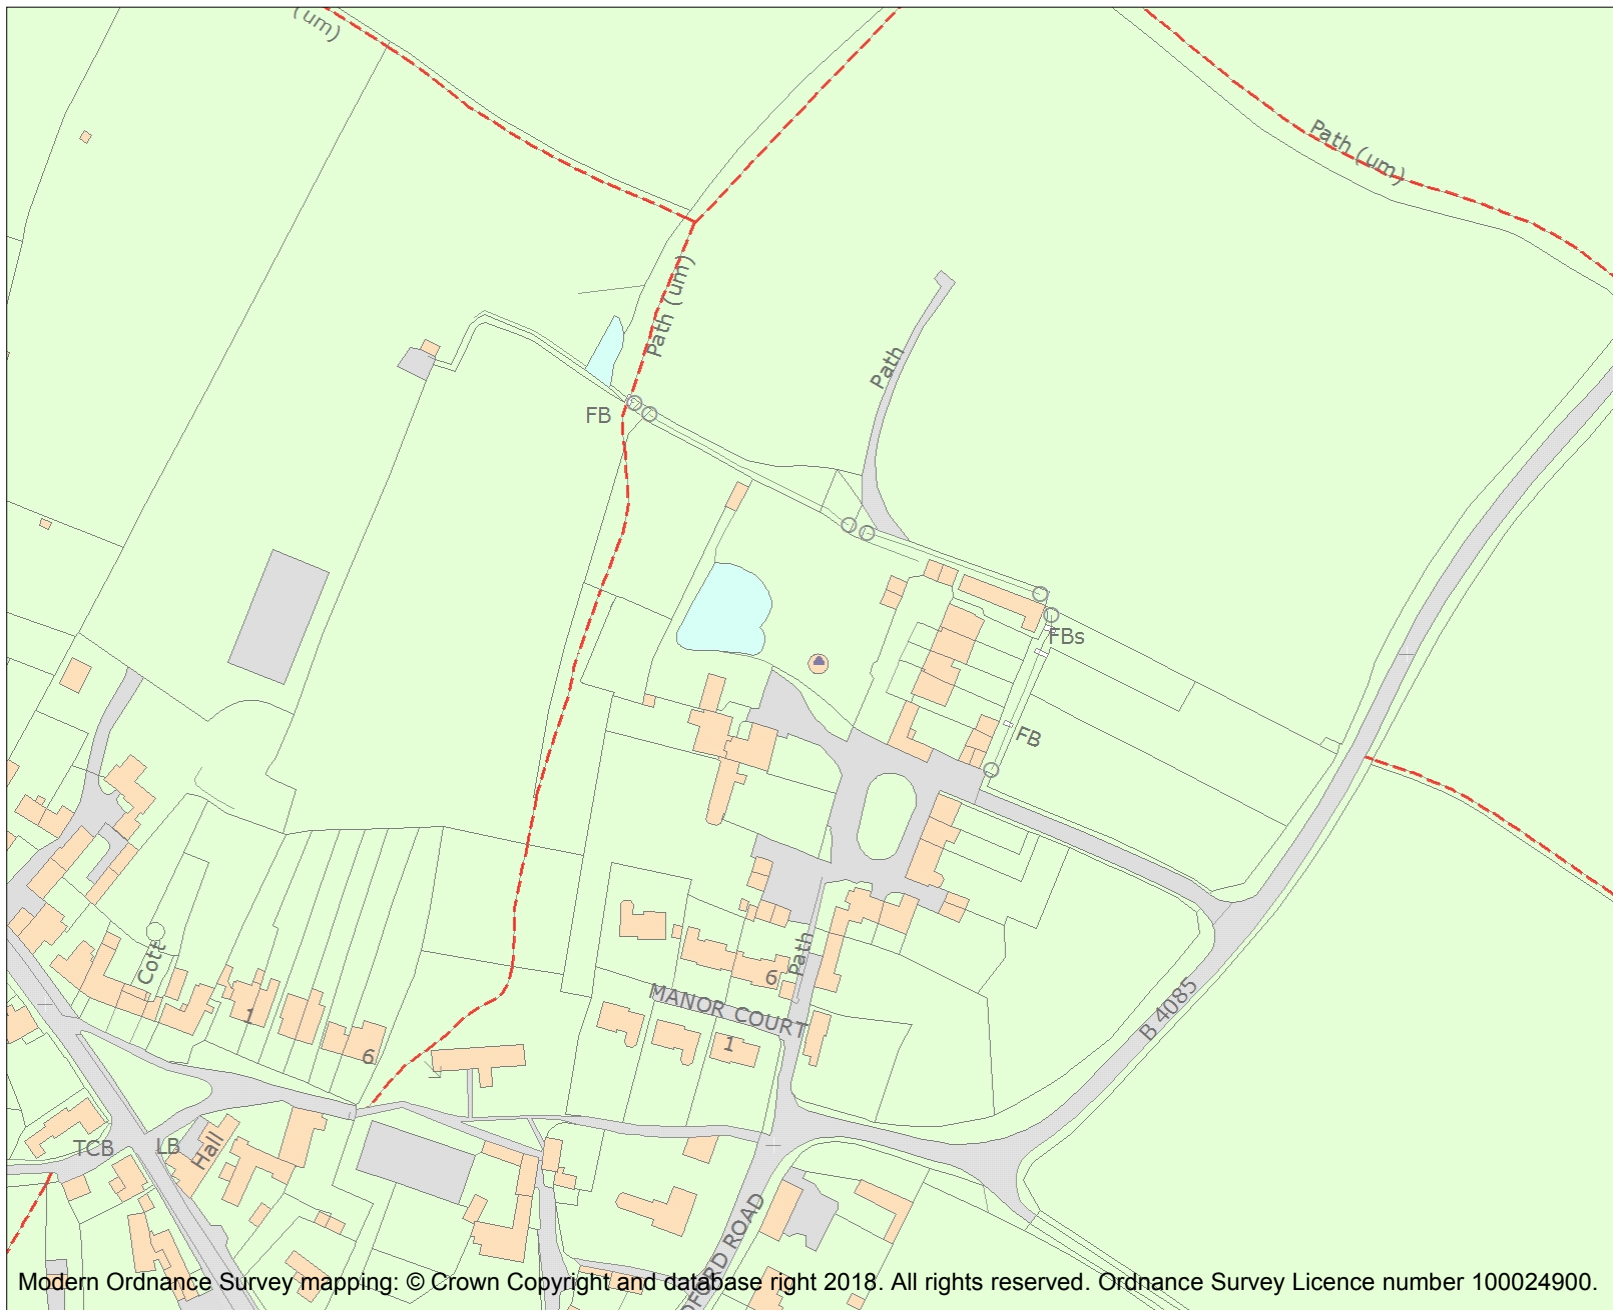 (um)
Path (um)
Path (um)
Path
FB
FBs
FB
Cott
Path
6
MANOR COURT
1
1
6
B 4085
TCB
LB
Hall
FORD ROAD
Modern Ordnance Survey mapping: © Crown Copyright and database right 2018. All rights reserved. Ordnance Survey Licence number 100024900.